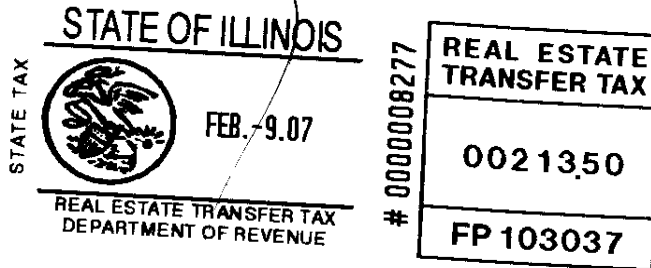 STATE OF ILLINOIS
STATE TAX
FEB.-9.07
REAL ESTATE TRANSFER TAX
DEPARTMENT OF REVENUE
# 0000008277
REAL ESTATE
TRANSFER TAX
0021350
FP 103037